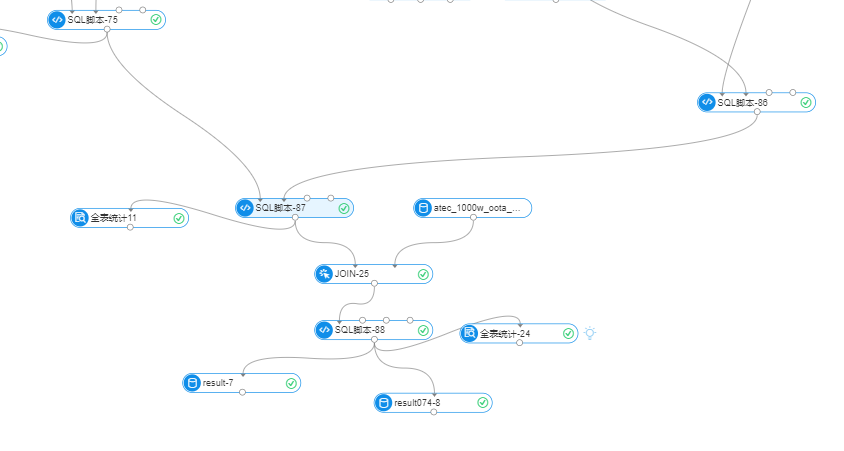 SQL脚本-75
SQL脚本-86
SQL脚本-87
atec_1000w_oota_...
全表统计11
JOIN-25
SQL脚本-88
全表统计-24
result-7
result074-8